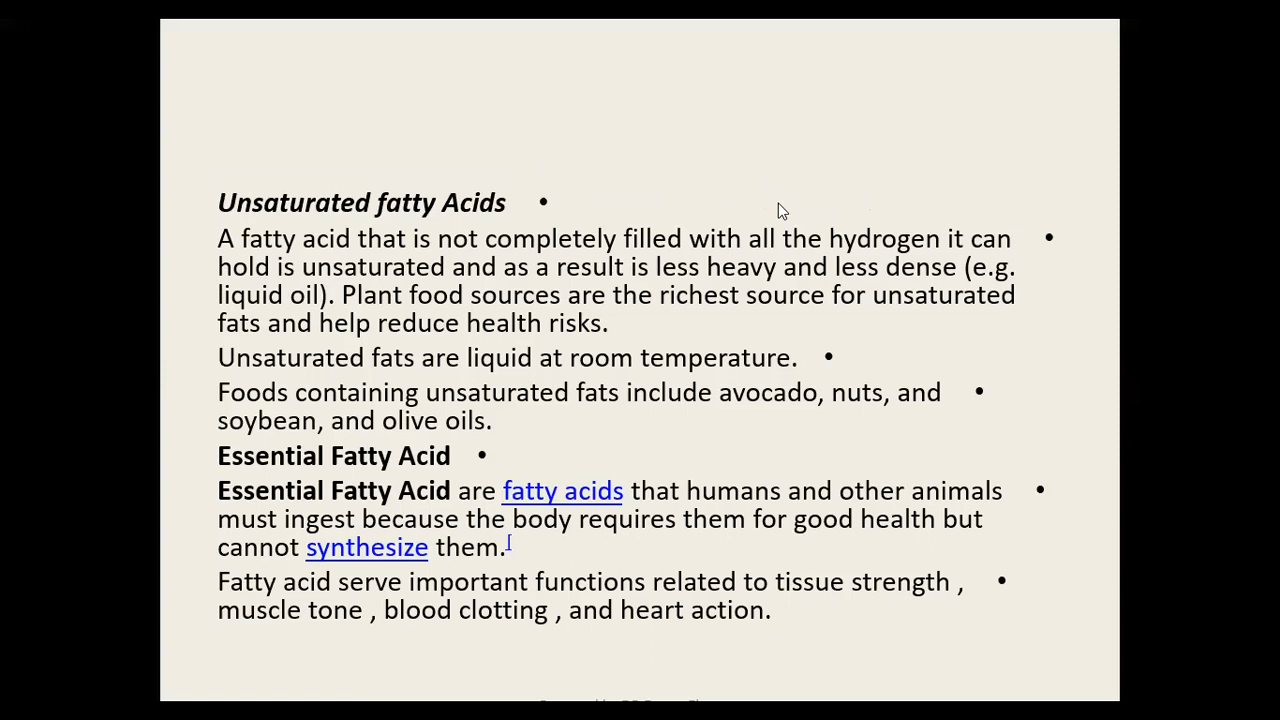 Unsaturated fatty Acids •
A fatty acid that is not completely filled with all the hydrogen it can •
hold is unsaturated and as a result is less heavy and less dense (e.g.
liquid oil). Plant food sources are the richest source for unsaturated
fats and help reduce health risks.
Unsaturated fats are liquid at room temperature. •
Foods containing unsaturated fats include avocado, nuts, and •
soybean, and olive oils.
Essential Fatty Acid •
Essential Fatty Acid are fatty acids that humans and other animals •
must ingest because the body requires them for good health but
cannot synthesize them.[
Fatty acid serve important functions related to tissue strength , •
muscle tone , blood clotting , and heart action.